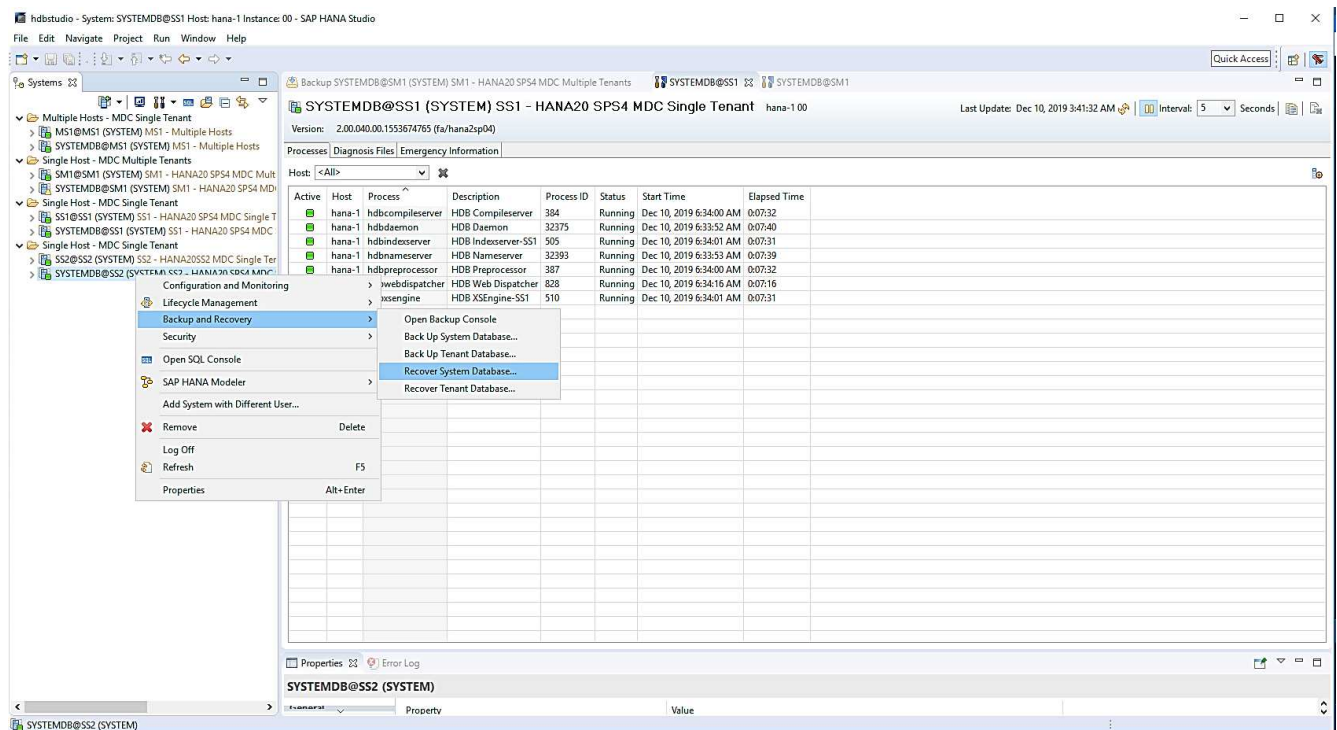 hdbstudio - System: SYSTEMDB@SS1 Host: hana-1 Instance: 00 - SAP HANA Studio
File Edit Navigate Project Run Window Help
Quick Access
Systems
Multiple Hosts - MDC Single Tenant
MS1@MS1 (SYSTEM) MS1 - Multiple Hosts
SYSTEMDB@MS1 (SYSTEM) MS1 - Multiple Hosts
Single Host - MDC Multiple Tenants
SM1@SM1 (SYSTEM) SM1 - HANA20 SPS4 MDC Mult
SYSTEMDB@SM1 (SYSTEM) SM1 - HANA20 SPS4 MD
Single Host - MDC Single Tenant
SS1@SS1 (SYSTEM) SS1 - HANA20 SPS4 MDC Single T
SYSTEMDB@SS1 (SYSTEM) SS1 - HANA20 SPS4 MDC
Single Host - MDC Single Tenant
SS2@SS2 (SYSTEM) SS2 - HANA20SS2 MDC Single Ter
SYSTEMDB@SS2 (SYSTEM) SS2 - HANA20 SPS4 MDC
Configuration and Monitoring
Lifecycle Management
Backup and Recovery
Security
SQL Open SQL Console
SAP HANA Modeler
Add System with Different User...
Remove Delete
Log Off
Refresh F5
Properties Alt+Enter
Open Backup Console
Back Up System Database...
Back Up Tenant Database...
Recover System Database...
Recover Tenant Database...
Backup SYSTEMDB@SM1 (SYSTEM) SM1 - HANA20 SPS4 MDC Multiple Tenants SYSTEMDB@SS1 SYSTEMDB@SM1
SYSTEMDB@SS1 (SYSTEM) SS1 - HANA20 SPS4 MDC Single Tenant hana-1 00 Last Update: Dec 10, 2019 3:41:32 AM Interval: 5 Seconds
Version: 2.00.040.00.1553674765 (fa/hana2sp04)
Processes Diagnosis Files Emergency Information
Host: <All>
Active Host Process Description Process ID Status Start Time Elapsed Time
hana-1 hdbcompileserver HDB Compileserver 384 Running Dec 10, 2019 6:34:00 AM 0:07:32
hana-1 hdbdaemon HDB Daemon 32375 Running Dec 10, 2019 6:33:52 AM 0:07:40
hana-1 hdbindexserver HDB Indexserver-SS1 505 Running Dec 10, 2019 6:34:01 AM 0:07:31
hana-1 hdbnameserver HDB Nameserver 32393 Running Dec 10, 2019 6:33:53 AM 0:07:39
hana-1 hdbpreprocessor HDB Preprocessor 387 Running Dec 10, 2019 6:34:00 AM 0:07:32
webdispatcher HDB Web Dispatcher 828 Running Dec 10, 2019 6:34:16 AM 0:07:16
xsengine HDB XSEngine-SS1 510 Running Dec 10, 2019 6:34:01 AM 0:07:31
Properties Error Log
SYSTEMDB@SS2 (SYSTEM)
General Property Value
SYSTEMDB@SS2 (SYSTEM)